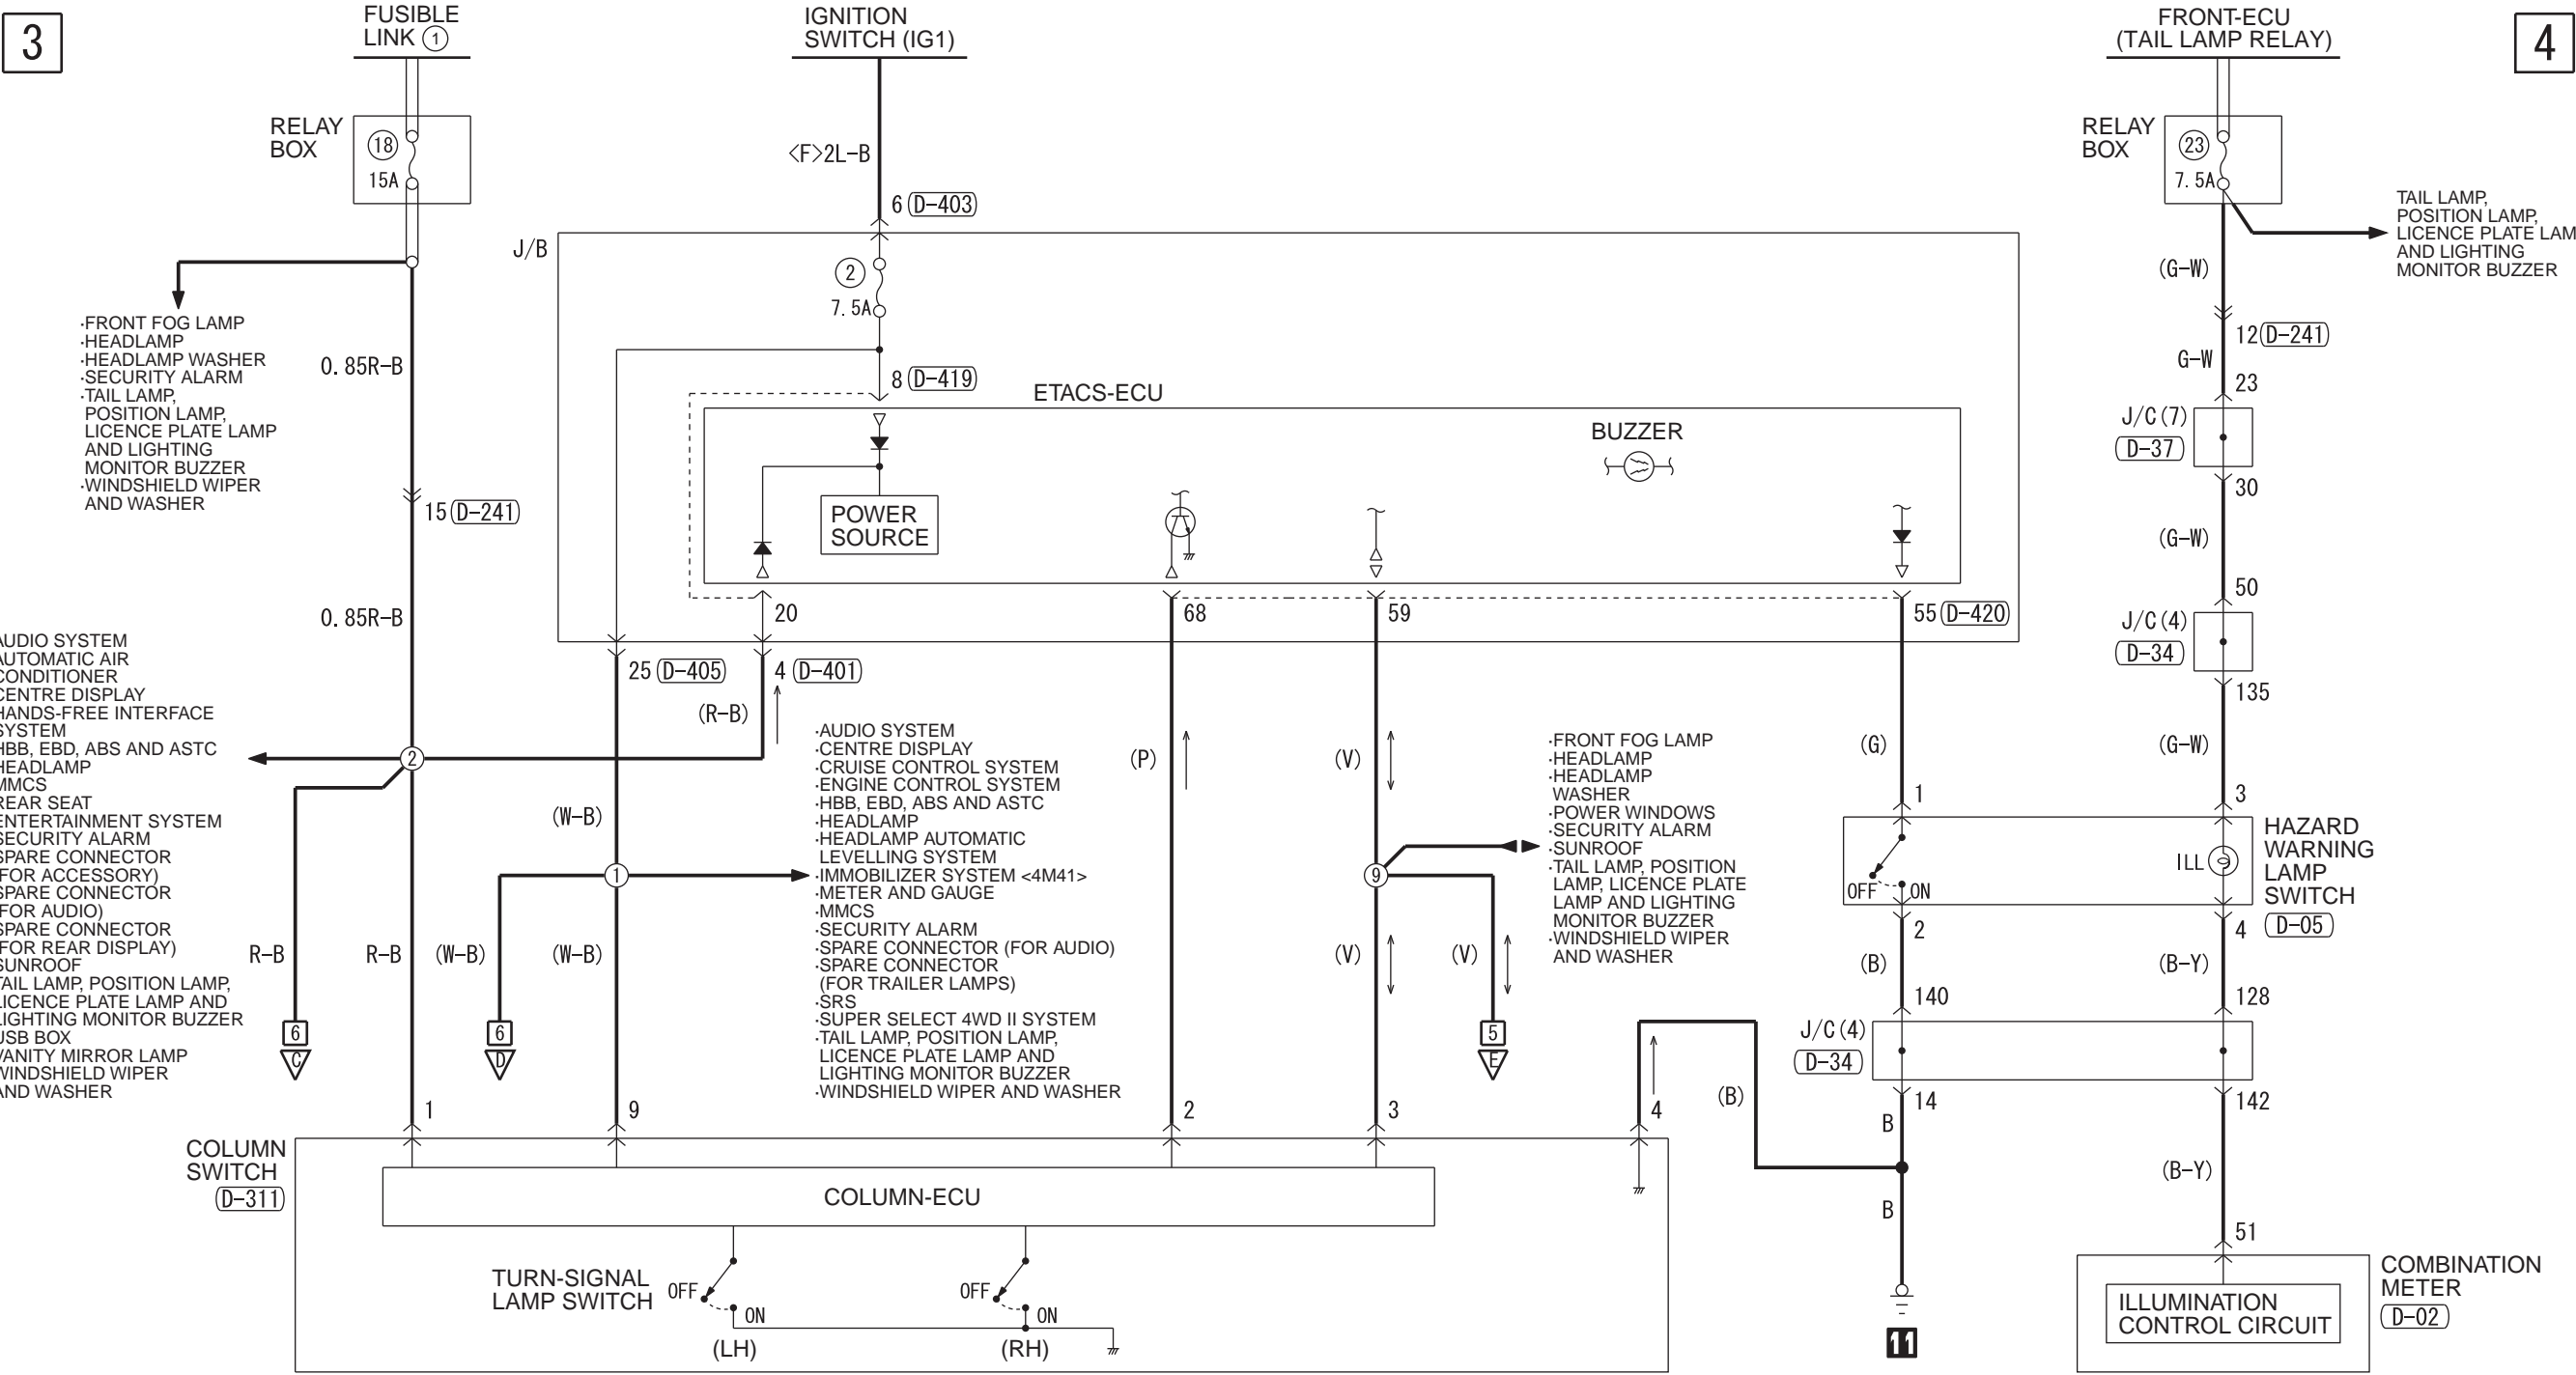 3
FUSIBLE
LINK ①
IGNITION
SWITCH (IG1)
FRONT-ECU
(TAIL LAMP RELAY)
4
RELAY
BOX
18
15A
<F>2L-B
6 D-403
RELAY
BOX
23
7.5A
TAIL LAMP,
POSITION LAMP,
LICENCE PLATE LAM
AND LIGHTING
MONITOR BUZZER
J/B
2
7.5A
(G-W)
12 D-241
G-W
23
·FRONT FOG LAMP
·HEADLAMP
·HEADLAMP WASHER
·SECURITY ALARM
·TAIL LAMP,
POSITION LAMP,
LICENCE PLATE LAMP
AND LIGHTING
MONITOR BUZZER
·WINDSHIELD WIPER
AND WASHER
0.85R-B
15 D-241
0.85R-B
8 D-419
ETACS-ECU
BUZZER
POWER
SOURCE
J/C(7)
D-37
30
(G-W)
50
J/C(4)
D-34
135
(G-W)
3
20
68
59
55 D-420
25 D-405
4 D-401
(R-B)
AUDIO SYSTEM
AUTOMATIC AIR
CONDITIONER
CENTRE DISPLAY
HANDS-FREE INTERFACE
SYSTEM
HBB, EBD, ABS AND ASTC
HEADLAMP
MMCS
REAR SEAT
ENTERTAINMENT SYSTEM
SECURITY ALARM
SPARE CONNECTOR
(FOR ACCESSORY)
SPARE CONNECTOR
(FOR AUDIO)
SPARE CONNECTOR
(FOR REAR DISPLAY)
SUNROOF
TAIL LAMP, POSITION LAMP,
LICENCE PLATE LAMP AND
LIGHTING MONITOR BUZZER
USB BOX
VANITY MIRROR LAMP
WINDSHIELD WIPER
AND WASHER
2
R-B
6
C
R-B
(W-B)
1
(W-B)
6
D
(W-B)
·AUDIO SYSTEM
·CENTRE DISPLAY
·CRUISE CONTROL SYSTEM
·ENGINE CONTROL SYSTEM
·HBB, EBD, ABS AND ASTC
·HEADLAMP
·HEADLAMP AUTOMATIC
LEVELLING SYSTEM
·IMMOBILIZER SYSTEM <4M41>
·METER AND GAUGE
·MMCS
·SECURITY ALARM
·SPARE CONNECTOR (FOR AUDIO)
·SPARE CONNECTOR
(FOR TRAILER LAMPS)
·SRS
·SUPER SELECT 4WD II SYSTEM
·TAIL LAMP, POSITION LAMP,
LICENCE PLATE LAMP AND
LIGHTING MONITOR BUZZER
·WINDSHIELD WIPER AND WASHER
(P)
(V)
9
(V)
(V)
5
E
·FRONT FOG LAMP
·HEADLAMP
·HEADLAMP
WASHER
·POWER WINDOWS
·SECURITY ALARM
·SUNROOF
·TAIL LAMP, POSITION
LAMP, LICENCE PLATE
LAMP AND LIGHTING
MONITOR BUZZER
·WINDSHIELD WIPER
AND WASHER
(G)
1
OFF
ON
ILL
HAZARD
WARNING
LAMP
SWITCH
D-05
2
4
(B)
(B-Y)
140
128
J/C(4)
D-34
14
142
(B)
B
B
(B-Y)
11
51
COMBINATION
METER
D-02
ILLUMINATION
CONTROL CIRCUIT
1
9
2
3
4
COLUMN
SWITCH
D-311
COLUMN-ECU
TURN-SIGNAL
LAMP SWITCH
OFF
ON
(LH)
OFF
ON
(RH)